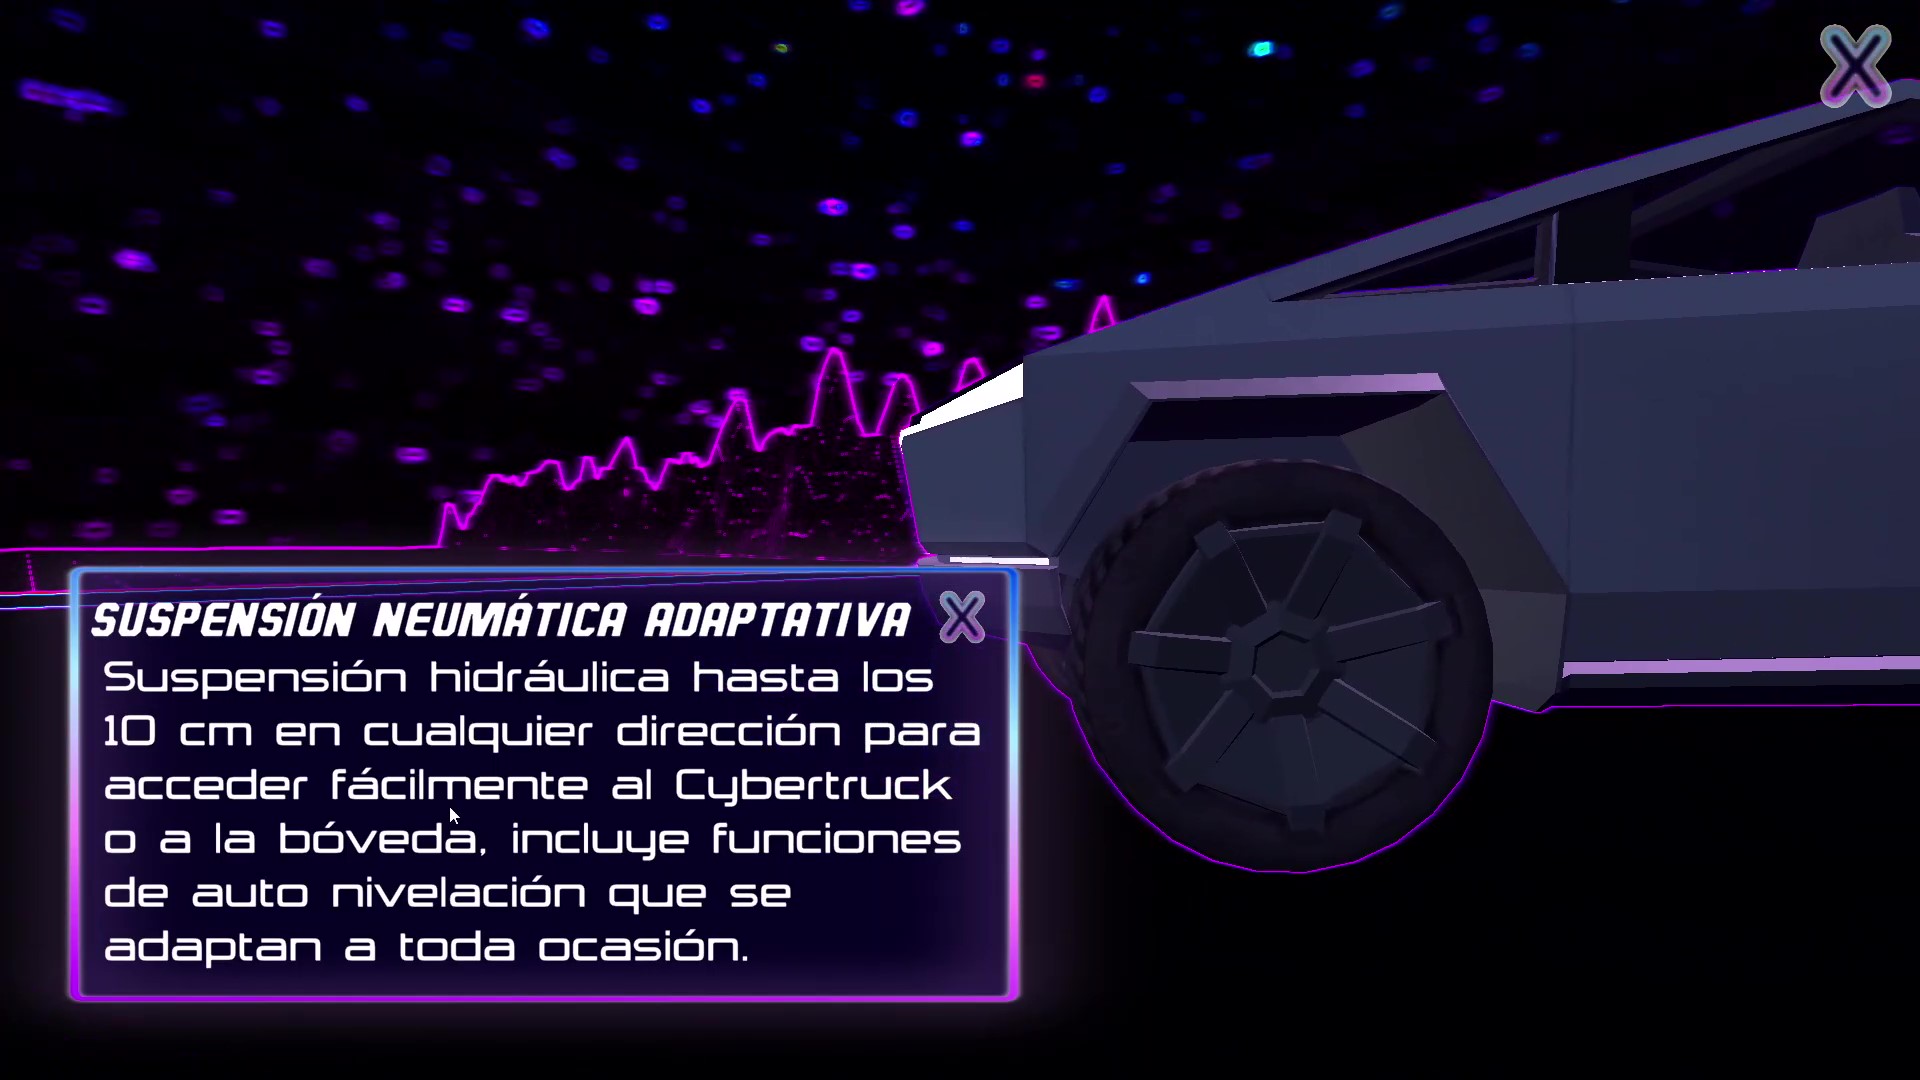 X
SUSPENSIÓN NEUMÁTICA ADAPTATIVA X
Suspensión hidráulica hasta los
10 cm en cualquier dirección para
acceder fácilmente al Cybertruck
o a la bóveda, incluye funciones
de auto nivelación que se
adaptan a toda ocasión.